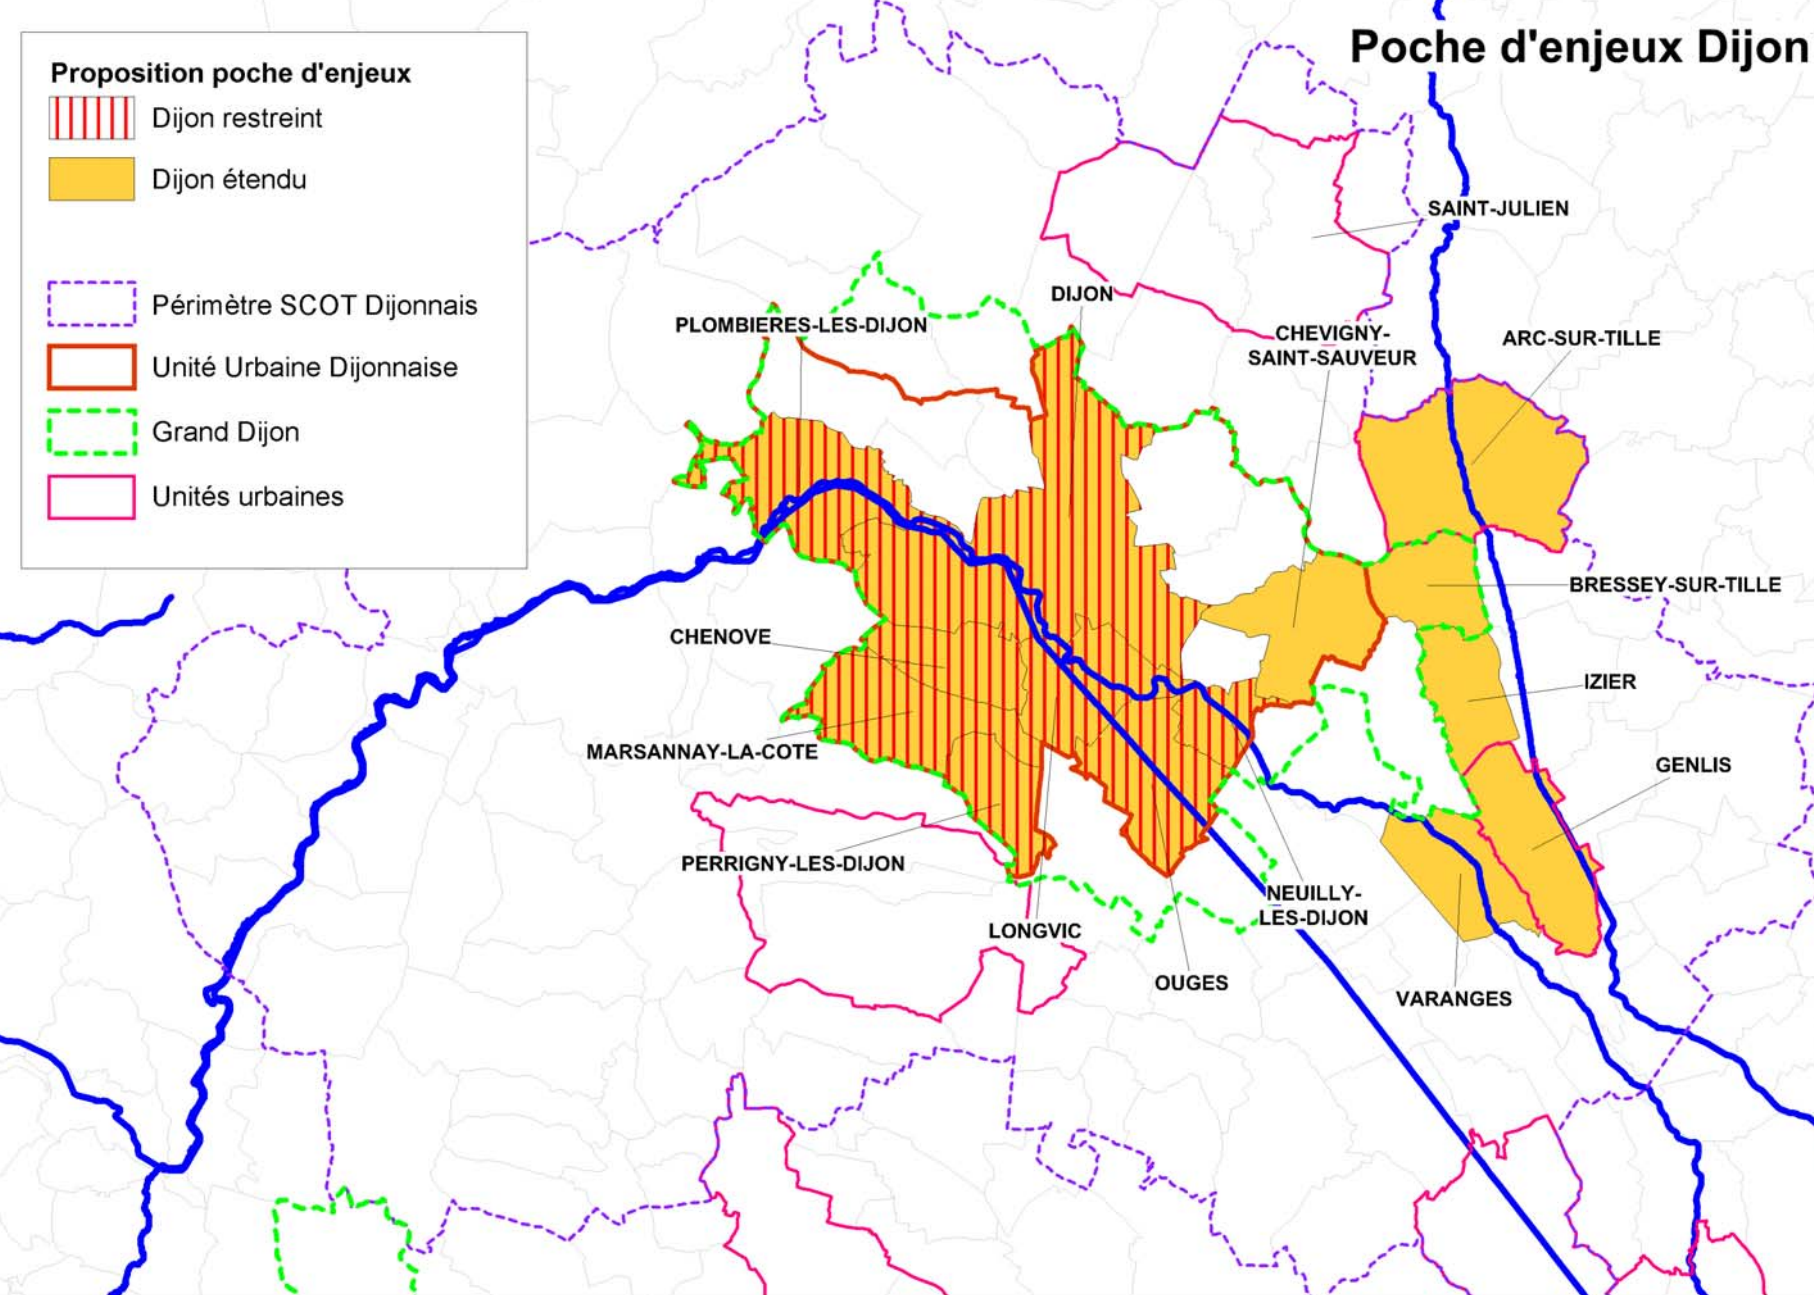 Poche d'enjeux Dijon
Proposition poche d'enjeux
Dijon restreint
Dijon étendu
Périmètre SCOT Dijonnais
Unité Urbaine Dijonnaise
Grand Dijon
Unités urbaines
SAINT-JULIEN
DIJON
PLOMBIERES-LES-DIJON
CHEVIGNY-
SAINT-SAUVEUR
ARC-SUR-TILLE
BRESSEY-SUR-TILLE
CHENOVE
IZIER
MARSANNAY-LA-COTE
GENLIS
PERRIGNY-LES-DIJON
NEUILLY-
LES-DIJON
LONGVIC
OUGES
VARANGES